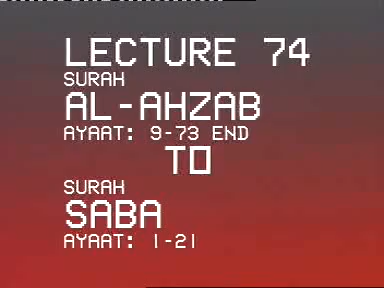 LECTURE 74
SURAH
AL-AHZAB
AYAAT: 9-73 END
TO
SURAH
SABA
AYAAT: 1-21